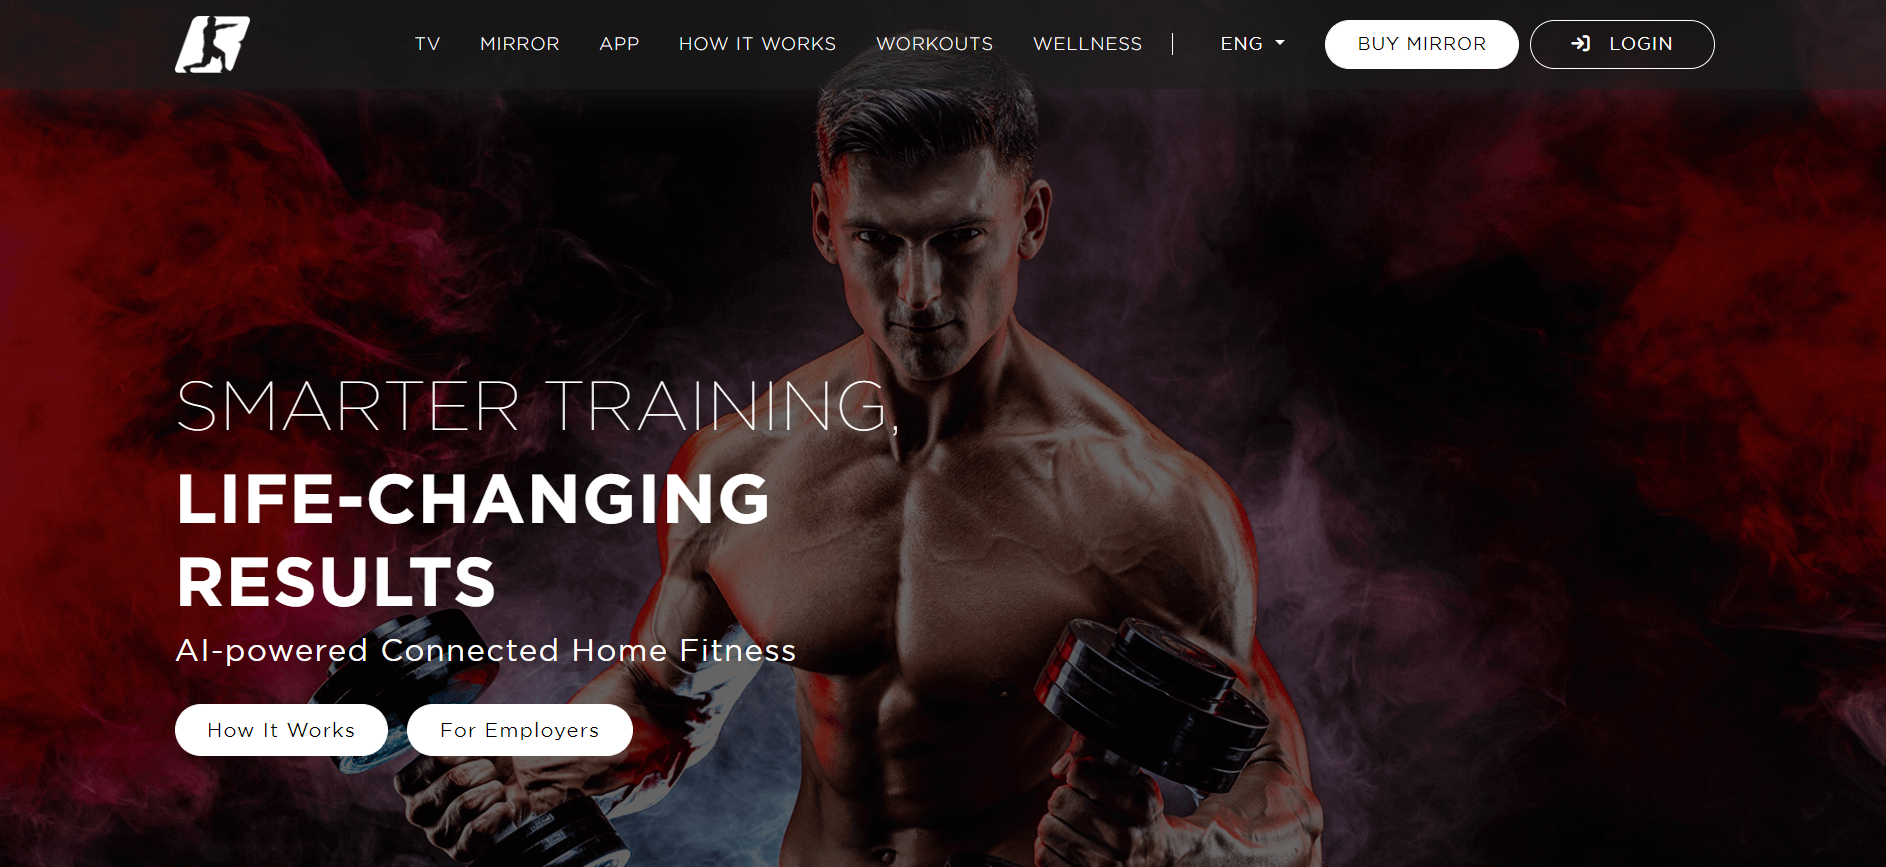 TV MIRROR APP HOW IT WORKS WORKOUTS WELLNESS ENG BUY MIRROR LOGIN
SMARTER TRAINING,
LIFE-CHANGING
RESULTS
AI-powered Connected Home Fitness
How It Works For Employers